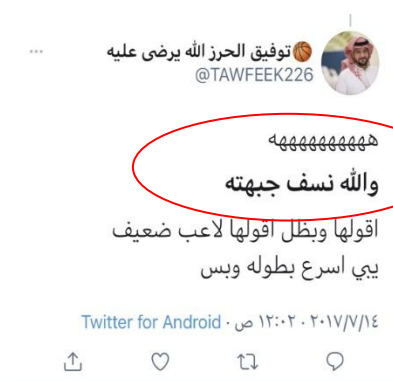 توفيق الحرز الله يرضى عليه🏀
@TAWFEEK226
هههههههههههه
والله نسف جبهته
اقولها وبظل اقولها لاعب ضعيف
يبي اسرع بطوله وبس
٢٠١٧/٧/١٤ · ١٢:٠٢ ص · Twitter for Android